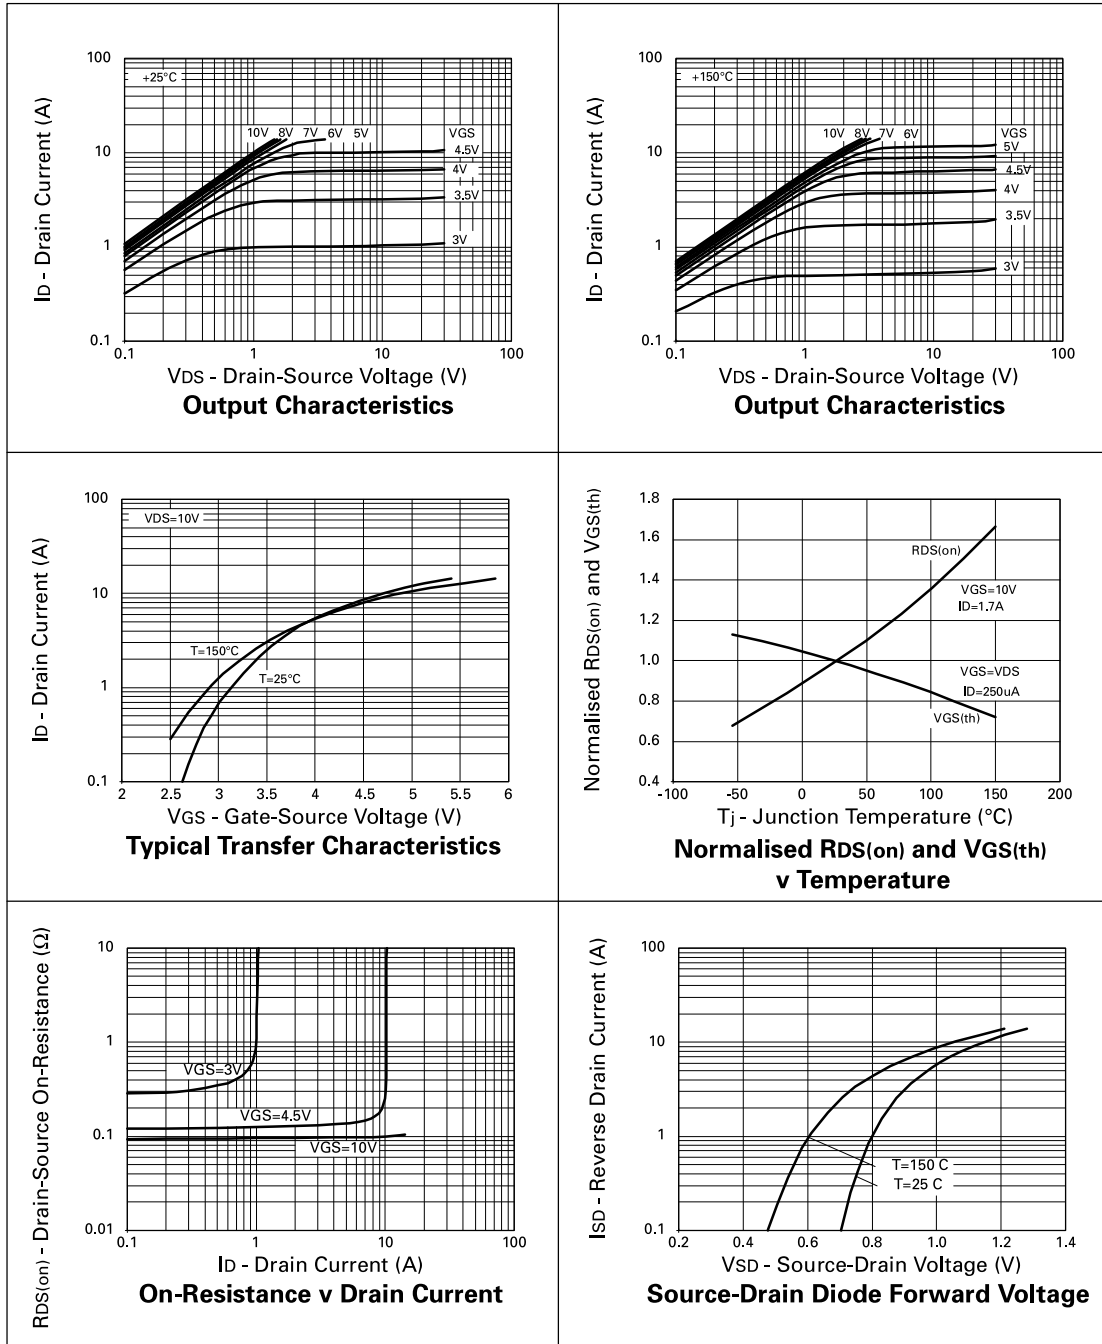 100
+25°C
10V 8V 7V 6V 5V VGS
10
4.5V
4V
3.5V
1
3V
0.1
0.1 1 10 100
ID - Drain Current (A)
VDS - Drain-Source Voltage (V)
Output Characteristics
100
+150°C
10V 8V 7V 6V VGS
5V
10
4.5V
4V
3.5V
1
3V
0.1
0.1 1 10 100
ID - Drain Current (A)
VDS - Drain-Source Voltage (V)
Output Characteristics
100
VDS=10V
10
T=150°C
T=25°C
1
0.1
2 2.5 3 3.5 4 4.5 5 5.5 6
ID - Drain Current (A)
VGS - Gate-Source Voltage (V)
Typical Transfer Characteristics
1.8
1.6
RDS(on)
1.4
VGS=10V
ID=1.7A
1.2
1.0
VGS=VDS
ID=250uA
0.8
VGS(th)
0.6
0.4
-100 -50 0 50 100 150 200
Normalised RDS(on) and VGS(th)
Tj - Junction Temperature (°C)
Normalised RDS(on) and VGS(th)
v Temperature
10
1
VGS=3V
VGS=4.5V
0.1
VGS=10V
0.01
0.1 1 10 100
RDS(on) - Drain-Source On-Resistance (Ω)
ID - Drain Current (A)
On-Resistance v Drain Current
100
10
1
T=150 C
T=25 C
0.1
0.2 0.4 0.6 0.8 1.0 1.2 1.4
ISD - Reverse Drain Current (A)
VSD - Source-Drain Voltage (V)
Source-Drain Diode Forward Voltage